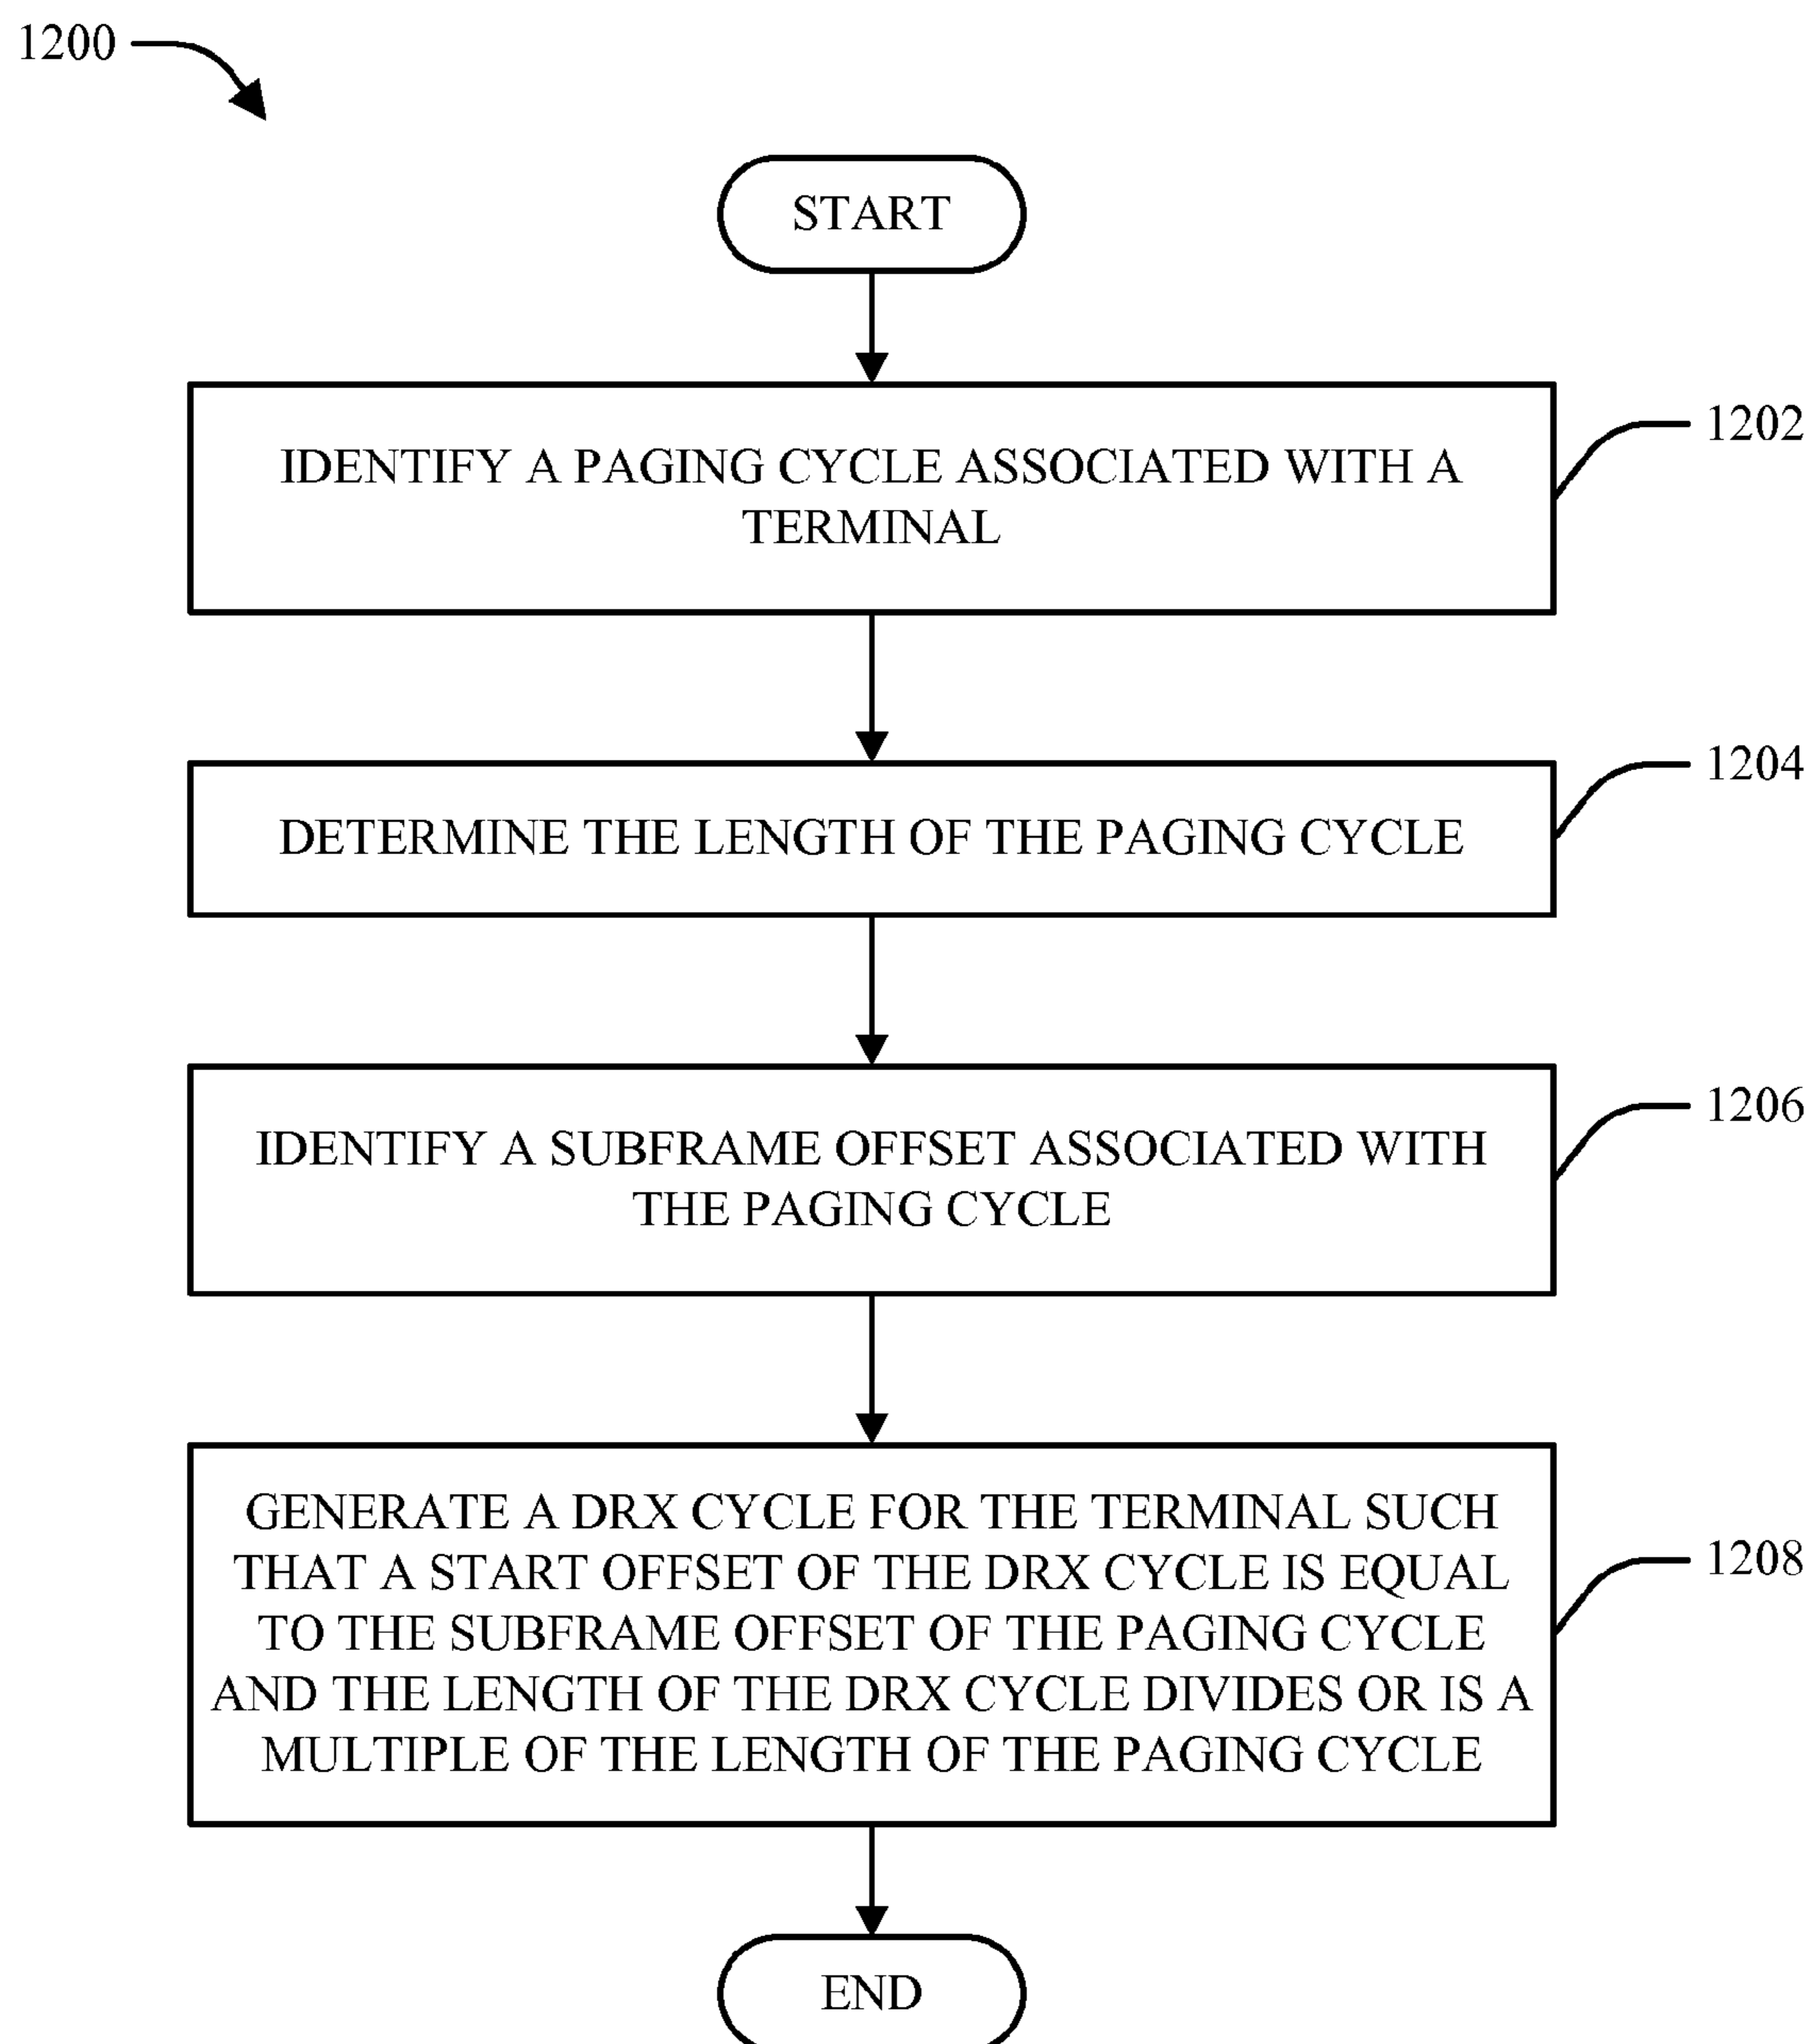 1200
START
IDENTIFY A PAGING CYCLE ASSOCIATED WITH A
TERMINAL
1202
DETERMINE THE LENGTH OF THE PAGING CYCLE
1204
IDENTIFY A SUBFRAME OFFSET ASSOCIATED WITH
THE PAGING CYCLE
1206
GENERATE A DRX CYCLE FOR THE TERMINAL SUCH
THAT A START OFFSET OF THE DRX CYCLE IS EQUAL
TO THE SUBFRAME OFFSET OF THE PAGING CYCLE
AND THE LENGTH OF THE DRX CYCLE DIVIDES OR IS A
MULTIPLE OF THE LENGTH OF THE PAGING CYCLE
1208
END